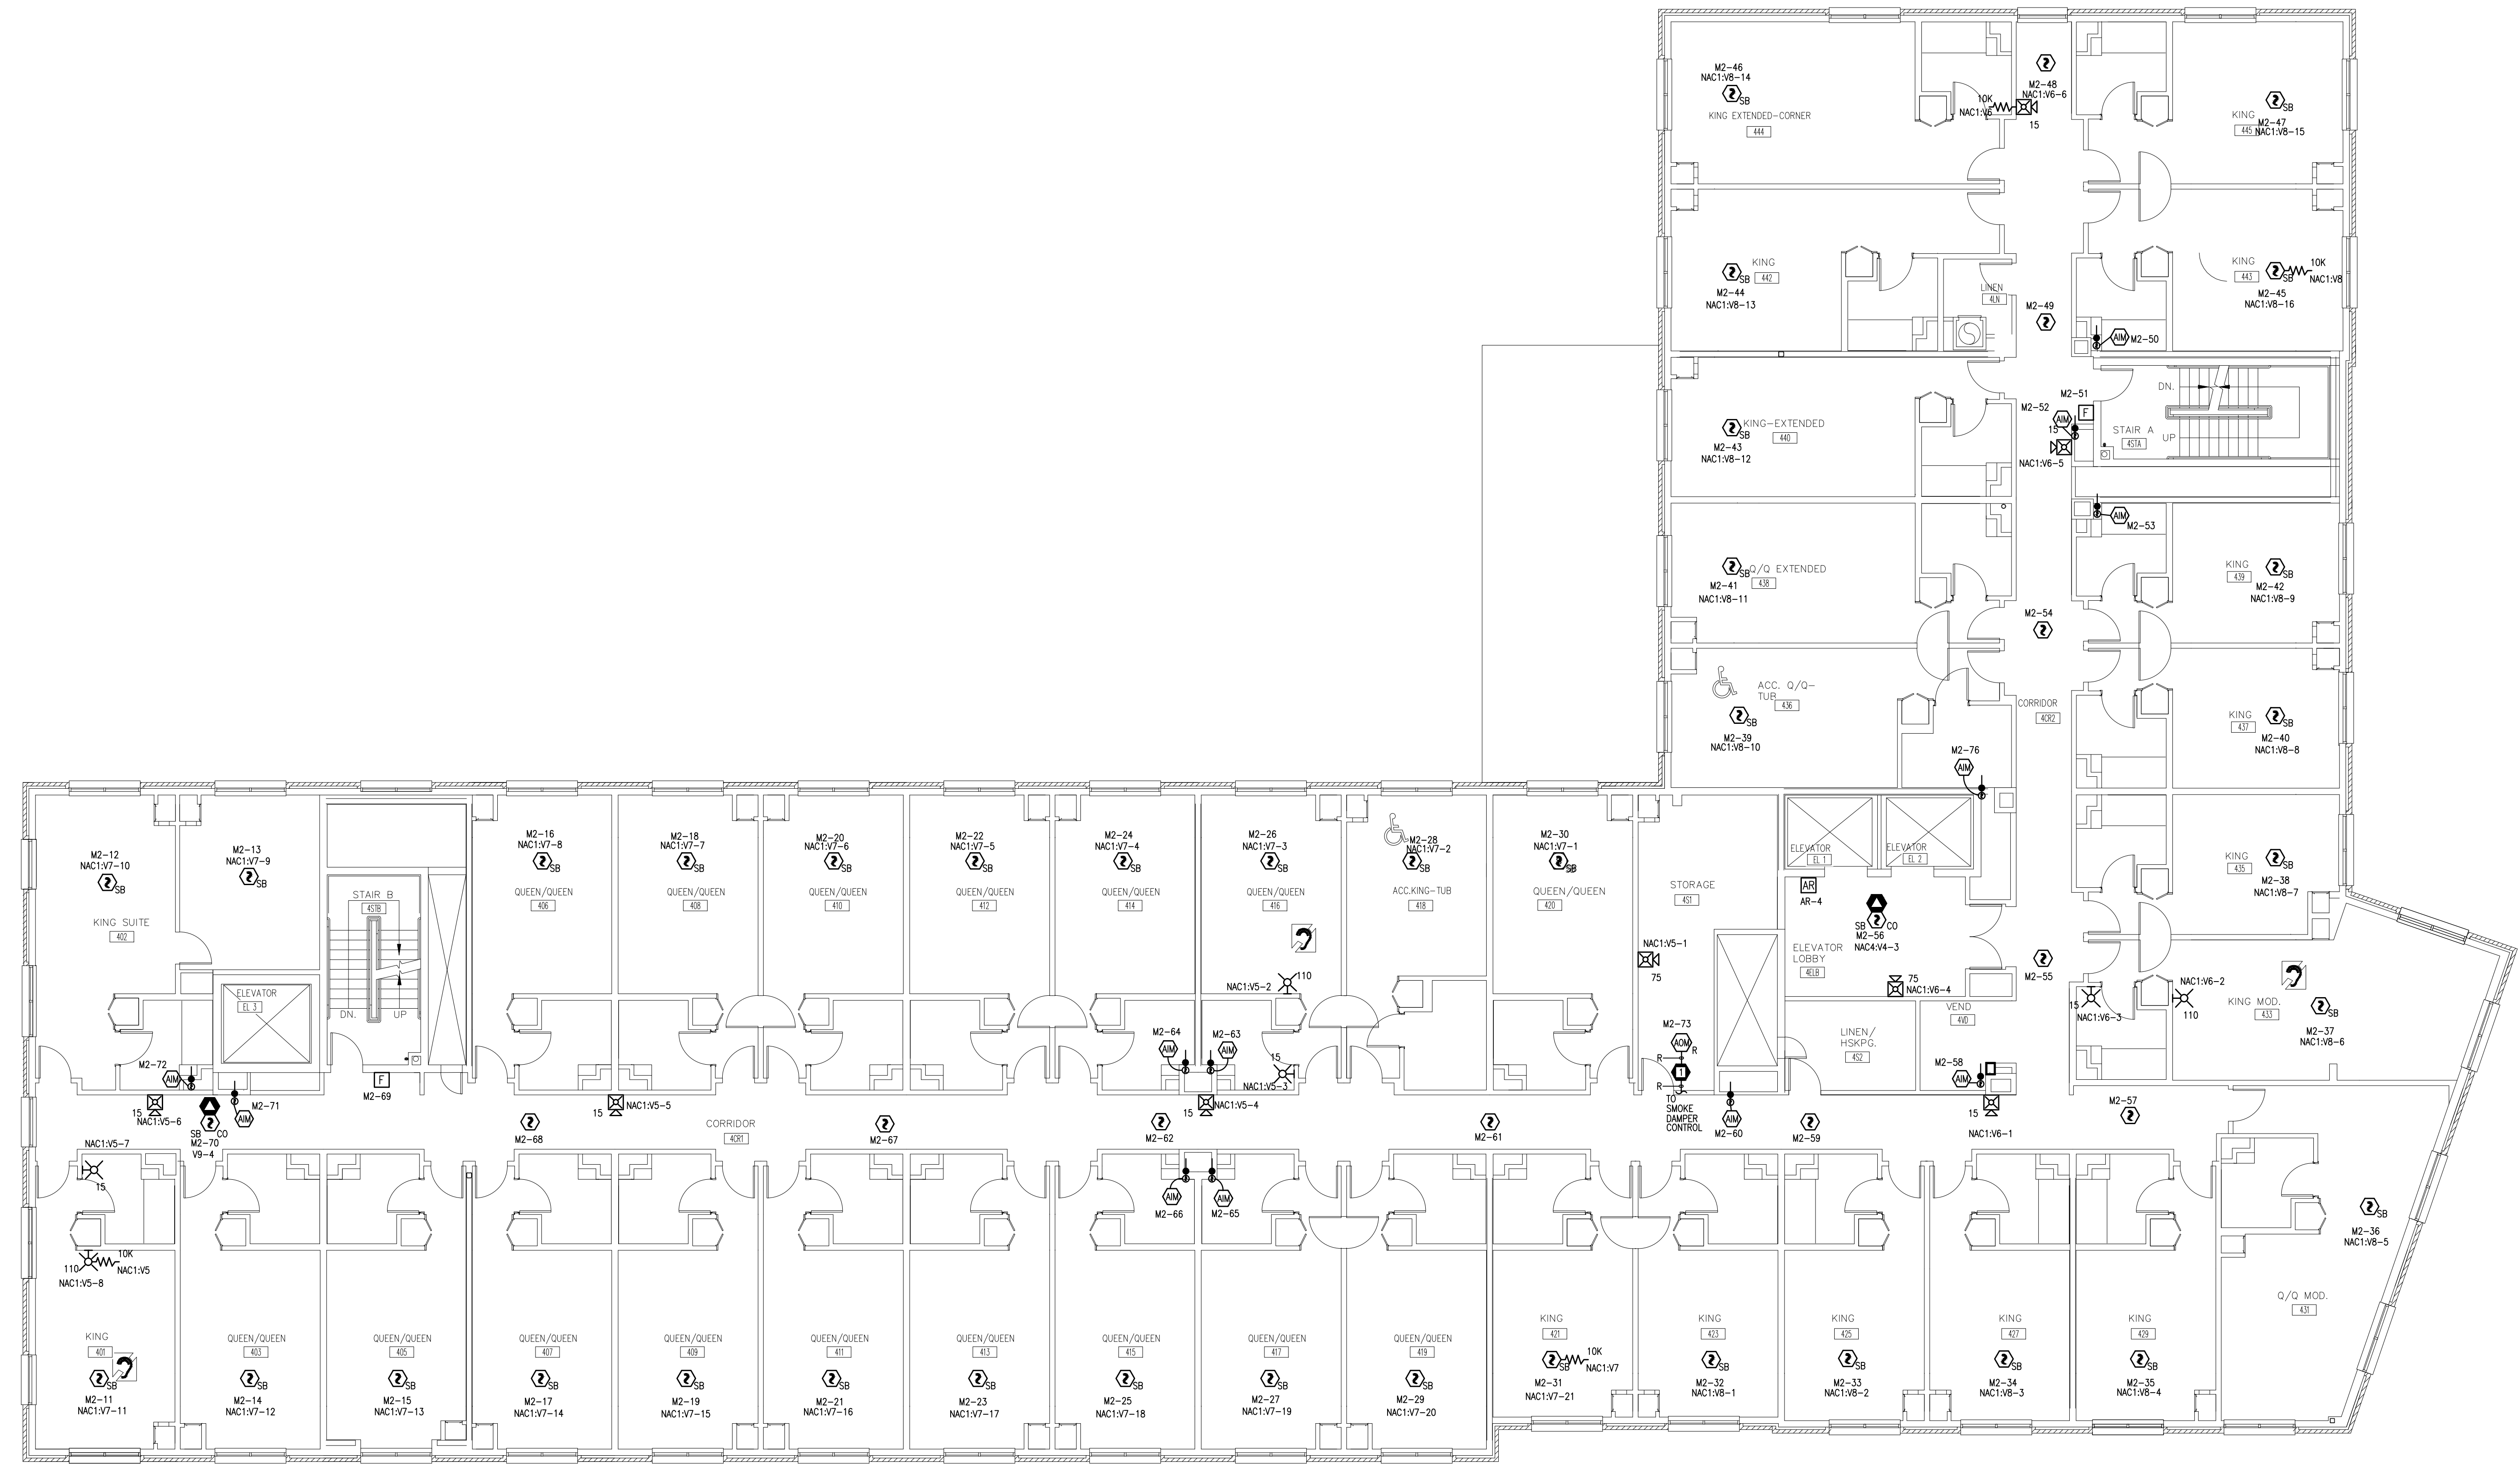 M2-46
NAC1:V8-14
SB
KING EXTENDED-CORNER
444
M2-48
NAC1:V6-6
10K
NAC1:V6
15
SB
KING
M2-47
445
NAC1:V8-15
KING
442
SB
M2-44
NAC1:V8-13
LINEN
4LN
M2-49
KING
443
SB
10K
NAC1:V8
M2-45
NAC1:V8-16
AIM
M2-50
KING-EXTENDED
440
SB
M2-43
NAC1:V8-12
M2-51
M2-52
AIM
F
15
NAC1:V6-5
DN.
STAIR A
4STA
UP
AIM
M2-53
Q/Q EXTENDED
438
SB
M2-41
NAC1:V8-11
KING
439
SB
M2-42
NAC1:V8-9
M2-54
ACC. Q/Q-
TUB
436
SB
M2-39
NAC1:V8-10
CORRIDOR
4CR2
KING
437
SB
M2-40
NAC1:V8-8
M2-76
AIM
M2-12
NAC1:V7-10
SB
KING SUITE
402
M2-13
NAC1:V7-9
SB
STAIR B
4STB
DN.
UP
ELEVATOR
EL 3
M2-16
NAC1:V7-8
SB
QUEEN/QUEEN
406
M2-18
NAC1:V7-7
SB
QUEEN/QUEEN
408
M2-20
NAC1:V7-6
SB
QUEEN/QUEEN
410
M2-22
NAC1:V7-5
SB
QUEEN/QUEEN
412
M2-24
NAC1:V7-4
SB
QUEEN/QUEEN
414
M2-26
NAC1:V7-3
SB
QUEEN/QUEEN
416
M2-28
NAC1:V7-2
SB
ACC.KING-TUB
418
M2-30
NAC1:V7-1
SB
QUEEN/QUEEN
420
STORAGE
4S1
ELEVATOR
EL 1
ELEVATOR
EL 2
AR
AR-4
SB
CO
M2-56
NAC4:V4-3
ELEVATOR
LOBBY
4ELB
75
NAC1:V6-4
KING
435
SB
M2-38
NAC1:V8-7
M2-55
NAC1:V5-1
75
110
NAC1:V5-2
15
NAC1:V6-3
NAC1:V6-2
110
KING MOD.
433
SB
M2-37
NAC1:V8-6
VEND
4VD
LINEN/
HSKPG.
4S2
M2-58
AIM
M2-73
AOM
R
R
1
R
TO
SMOKE
DAMPER
CONTROL
M2-64
AIM
M2-63
AIM
15
NAC1:V5-3
M2-72
AIM
M2-71
AIM
F
M2-69
15
NAC1:V5-6
SB
CO
M2-70
V9-4
M2-68
15
NAC1:V5-5
CORRIDOR
4CR1
M2-67
M2-62
15
NAC1:V5-4
M2-61
AIM
M2-60
M2-59
15
NAC1:V6-1
M2-57
NAC1:V5-7
15
AIM
M2-66
AIM
M2-65
110
10K
NAC1:V5
NAC1:V5-8
SB
M2-36
NAC1:V8-5
Q/Q MOD.
431
KING
401
SB
M2-11
NAC1:V7-11
QUEEN/QUEEN
403
SB
M2-14
NAC1:V7-12
QUEEN/QUEEN
405
SB
M2-15
NAC1:V7-13
QUEEN/QUEEN
407
SB
M2-17
NAC1:V7-14
QUEEN/QUEEN
409
SB
M2-19
NAC1:V7-15
QUEEN/QUEEN
411
SB
M2-21
NAC1:V7-16
QUEEN/QUEEN
413
SB
M2-23
NAC1:V7-17
QUEEN/QUEEN
415
SB
M2-25
NAC1:V7-18
QUEEN/QUEEN
417
SB
M2-27
NAC1:V7-19
QUEEN/QUEEN
419
SB
M2-29
NAC1:V7-20
KING
421
SB
10K
NAC1:V7
M2-31
NAC1:V7-21
KING
423
SB
M2-32
NAC1:V8-1
KING
425
SB
M2-33
NAC1:V8-2
KING
427
SB
M2-34
NAC1:V8-3
KING
429
SB
M2-35
NAC1:V8-4